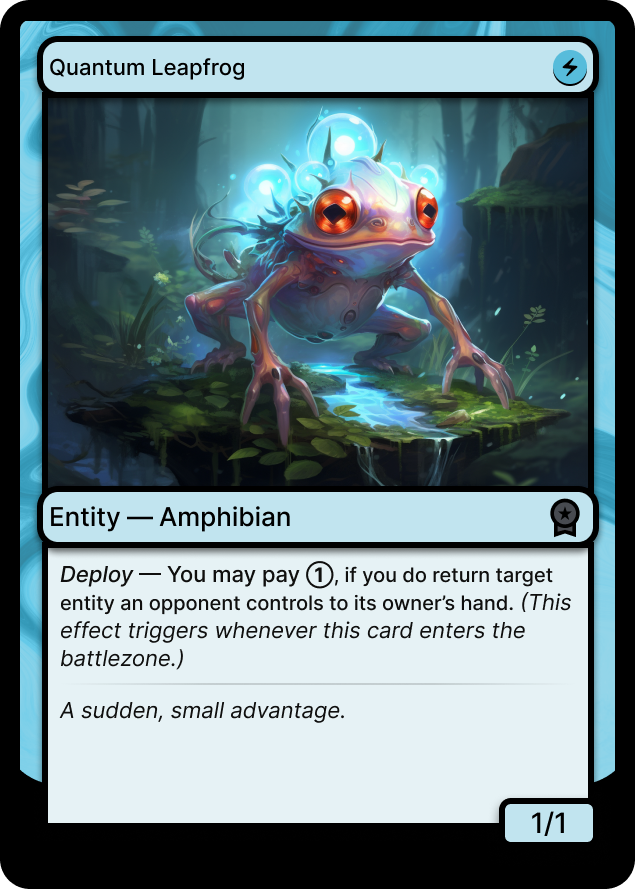 Quantum Leapfrog
Entity — Amphibian
Deploy — You may pay ①, if you do return target
entity an opponent controls to its owner’s hand. (This
effect triggers whenever this card enters the
battlezone.)
A sudden, small advantage.
1/1